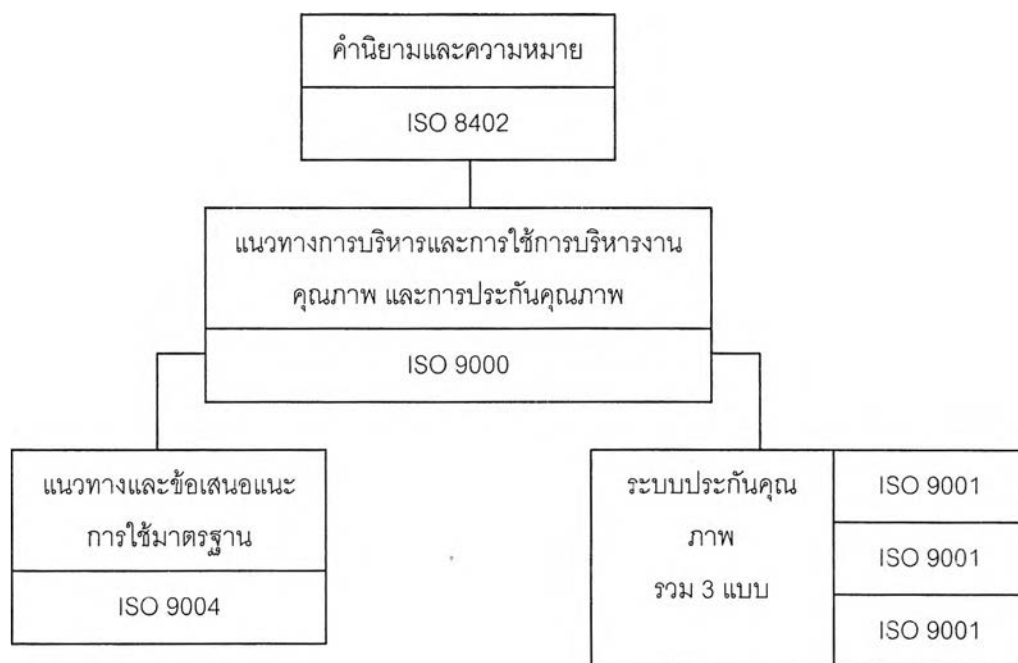 คำนิยามและความหมาย
ISO 8402
แนวทางการบริหารและการใช้การบริหารงาน
คุณภาพ และการประกันคุณภาพ
ISO 9000
แนวทางและข้อเสนอแนะ
การใช้มาตรฐาน
ISO 9004
ระบบประกันคุณ
ภาพ
รวม 3 แบบ
ISO 9001
ISO 9001
ISO 9001